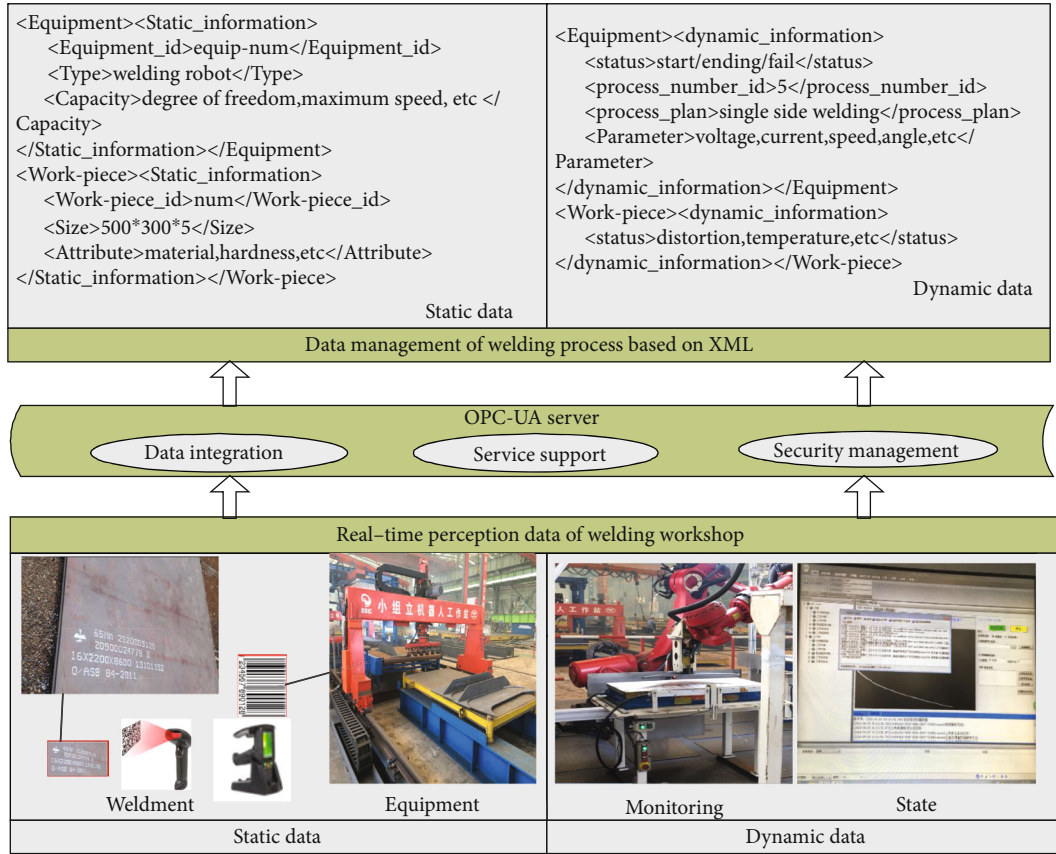 <Equipment><Static_information>
<Equipment_id>equip-num</Equipment_id>
<Type>welding robot</Type>
<Capacity>degree of freedom,maximum speed, etc </
Capacity>
</Static_information></Equipment>
<Work-piece><Static_information>
<Work-piece_id>num</Work-piece_id>
<Size>500*300*5</Size>
<Attribute>material,hardness,etc</Attribute>
</Static_information></Work-piece>
Static data
<Equipment><dynamic_information>
<status>start/ending/fail</status>
<process_number_id>5</process_number_id>
<process_plan>single side welding</process_plan>
<Parameter>voltage,current,speed,angle,etc</
Parameter>
</dynamic_information></Equipment>
<Work-piece><dynamic_information>
<status>distortion,temperature,etc</status>
</dynamic_information></Work-piece>
Dynamic data
Data management of welding process based on XML
OPC-UA server
Data integration
Service support
Security management
Real–time perception data of welding workshop
16X2200X8600
小组立机器人工作站
人工作站
Weldment
Equipment
Monitoring
State
Static data
Dynamic data